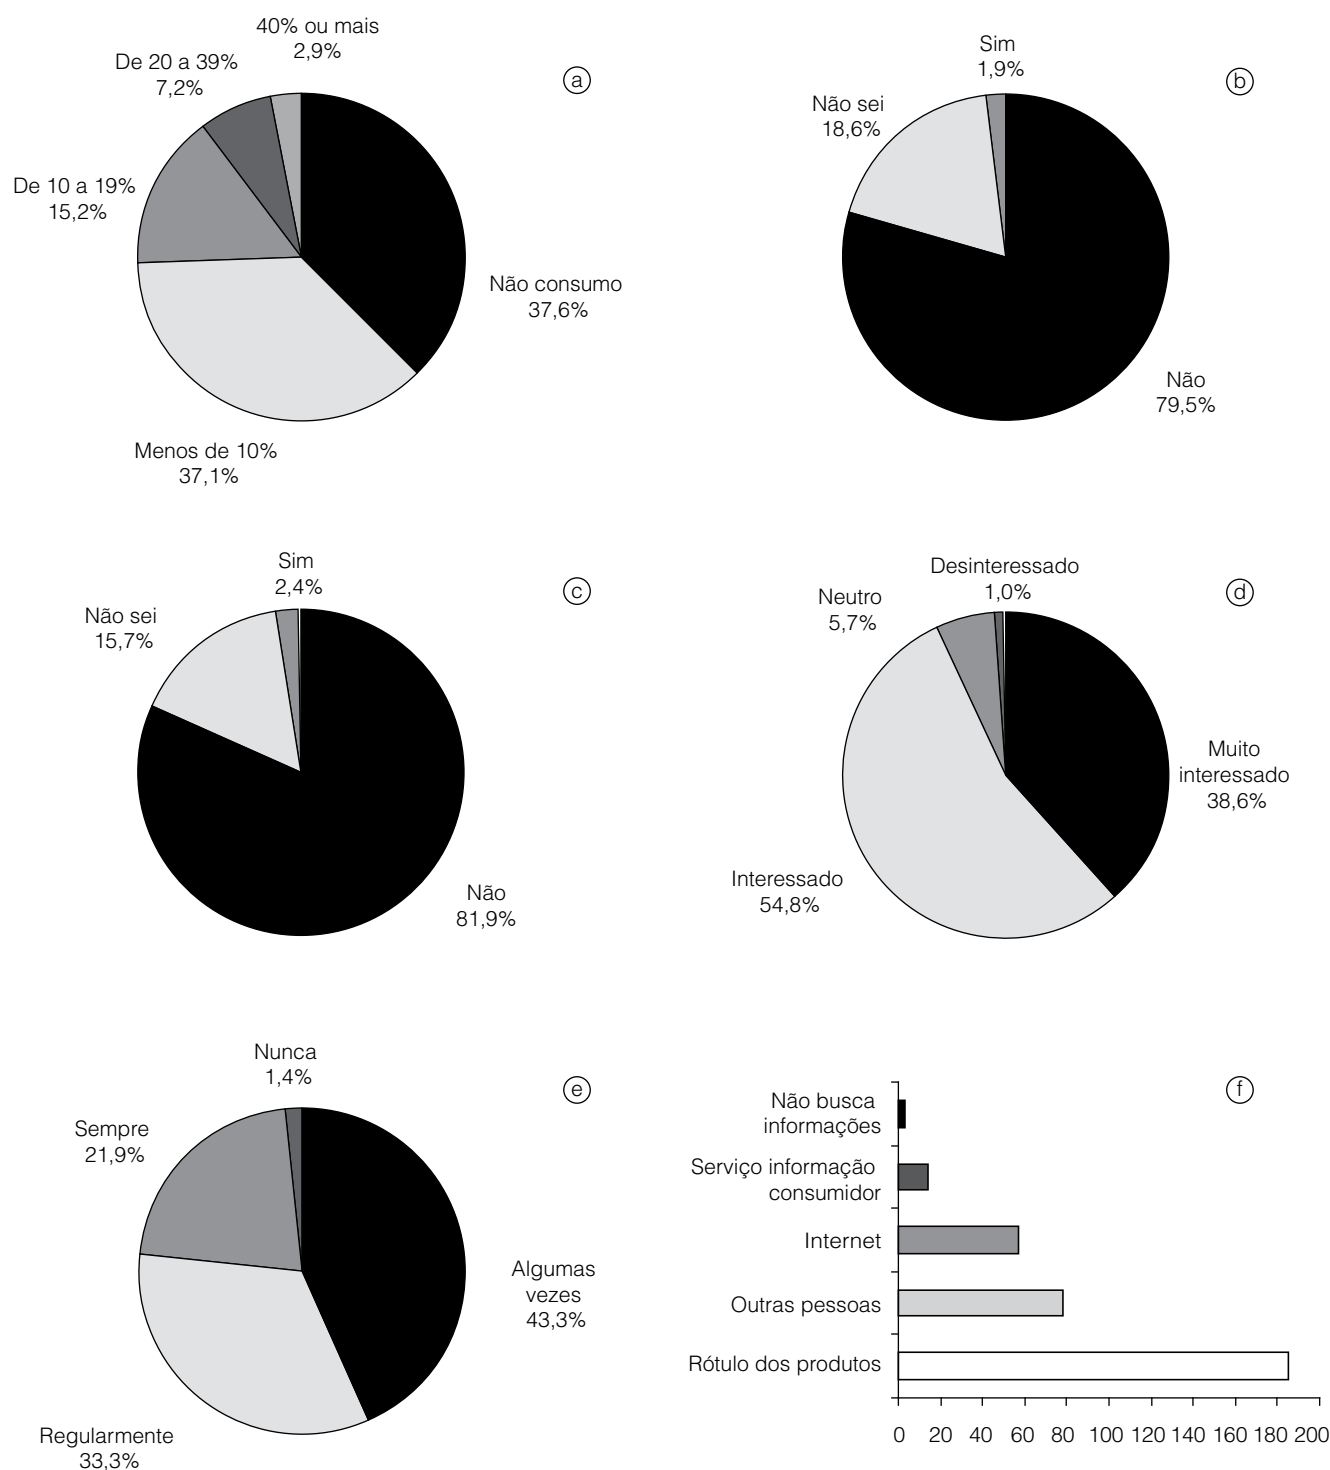 40% ou mais
2,9%
De 20 a 39%
7,2%
ⓐ
De 10 a 19%
15,2%
Não consumo
37,6%
Menos de 10%
37,1%
Sim
1,9%
ⓑ
Não sei
18,6%
Não
79,5%
Sim
2,4%
ⓒ
Não sei
15,7%
Não
81,9%
Desinteressado
1,0%
ⓓ
Neutro
5,7%
Muito
interessado
38,6%
Interessado
54,8%
Nunca
1,4%
ⓔ
Sempre
21,9%
Algumas
vezes
43,3%
Regularmente
33,3%
ⓕ
Não busca
informações
Serviço informação
consumidor
Internet
Outras pessoas
Rótulo dos produtos
0 20 40 60 80 100 120 140 160 180 200